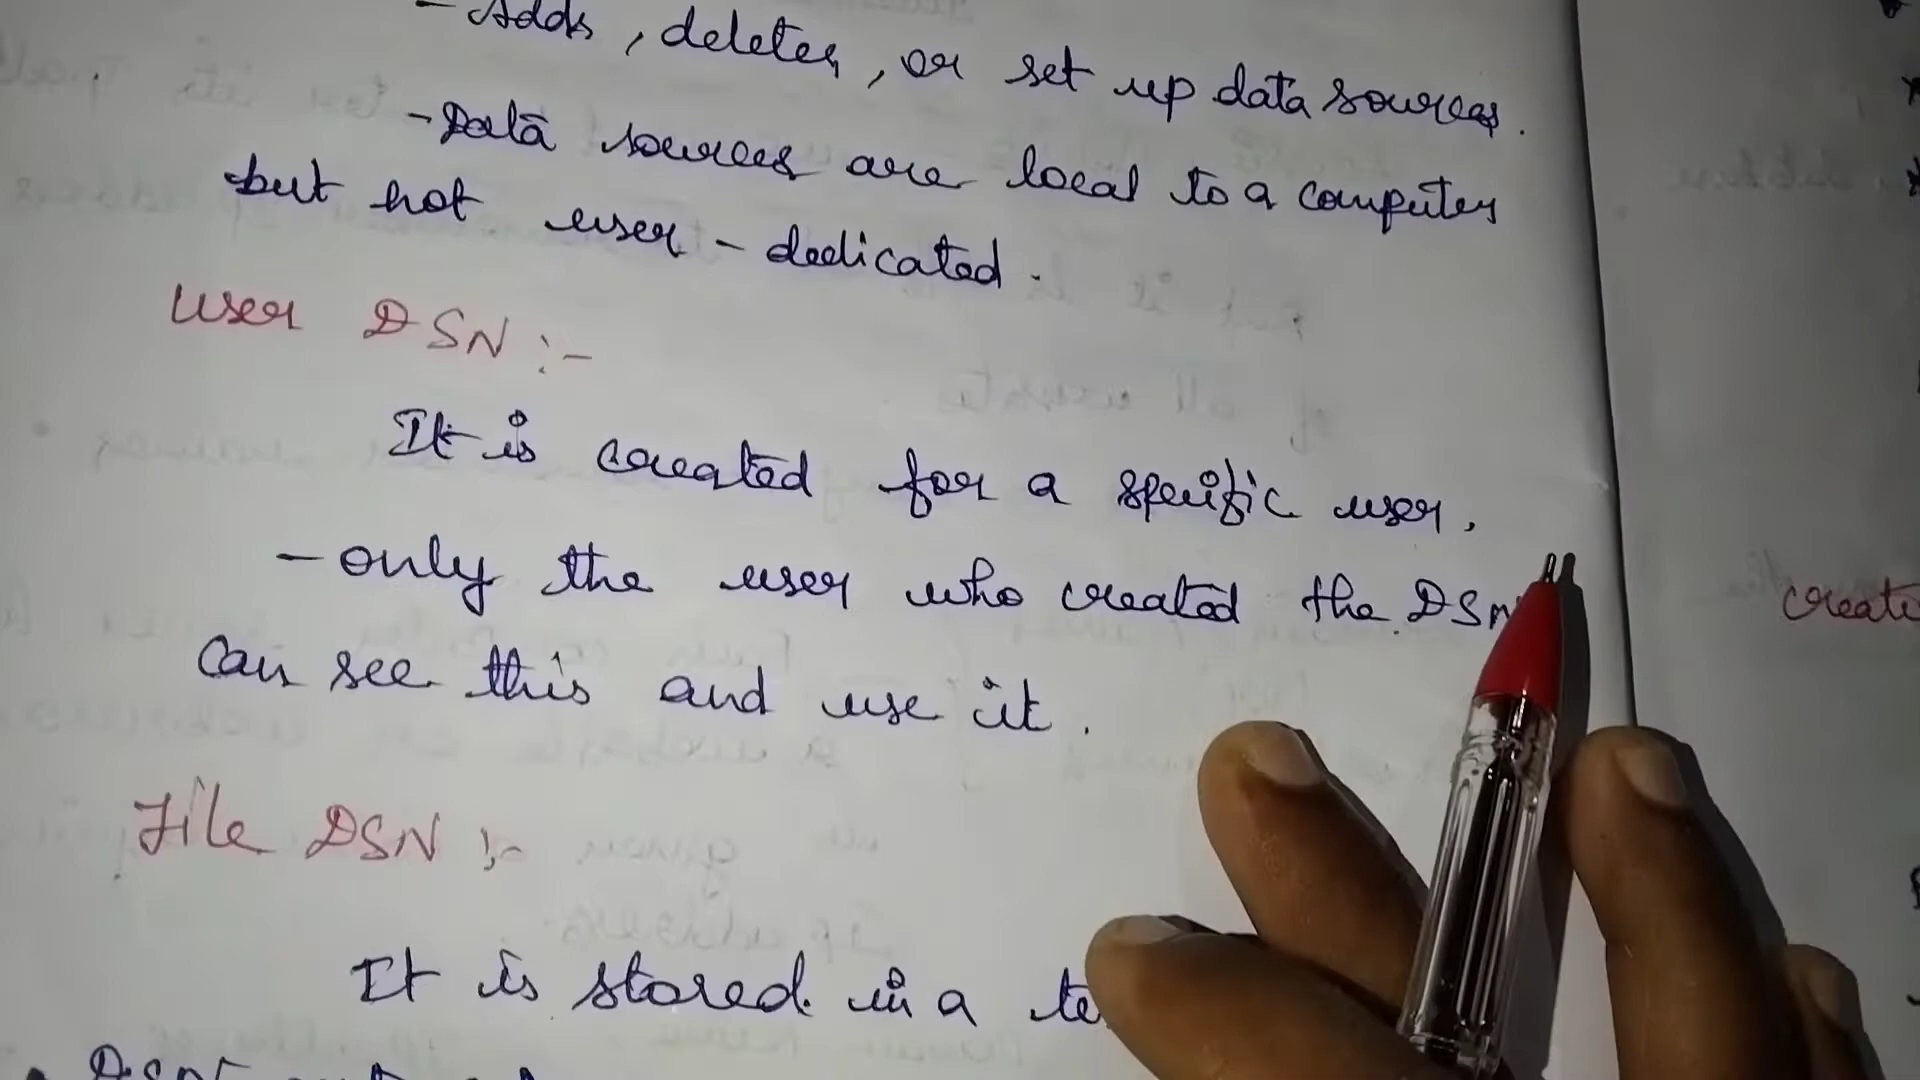 - Adds, deletes, or set up data sources.
- Data sources are local to a computer
but not user - dedicated.
User DSN :-
It is created for a specific user.
- only the user who created the DSN
can see this and use it.
create
File DSN :-
It is stored in a te